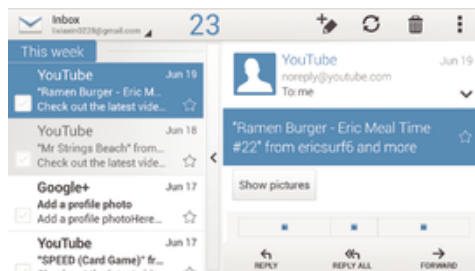 Inbox
23
This week
YouTube Jun 19
"Ramen Burger - Eric M...
Check out the latest vide...
YouTube Jun 18
"Mr Strings Beach" from...
Check out the latest vide...
Google+ Jun 17
Add a profile photo
Add a profile photoHere...
YouTube Jun 17
"SPEED (Card Game)" fr...
YouTube Jun 19
noreply@youtube.com
To: me
"Ramen Burger - Eric Meal Time
#22" from ericsurf6 and more
Show pictures
REPLY
REPLY ALL
FORWARD